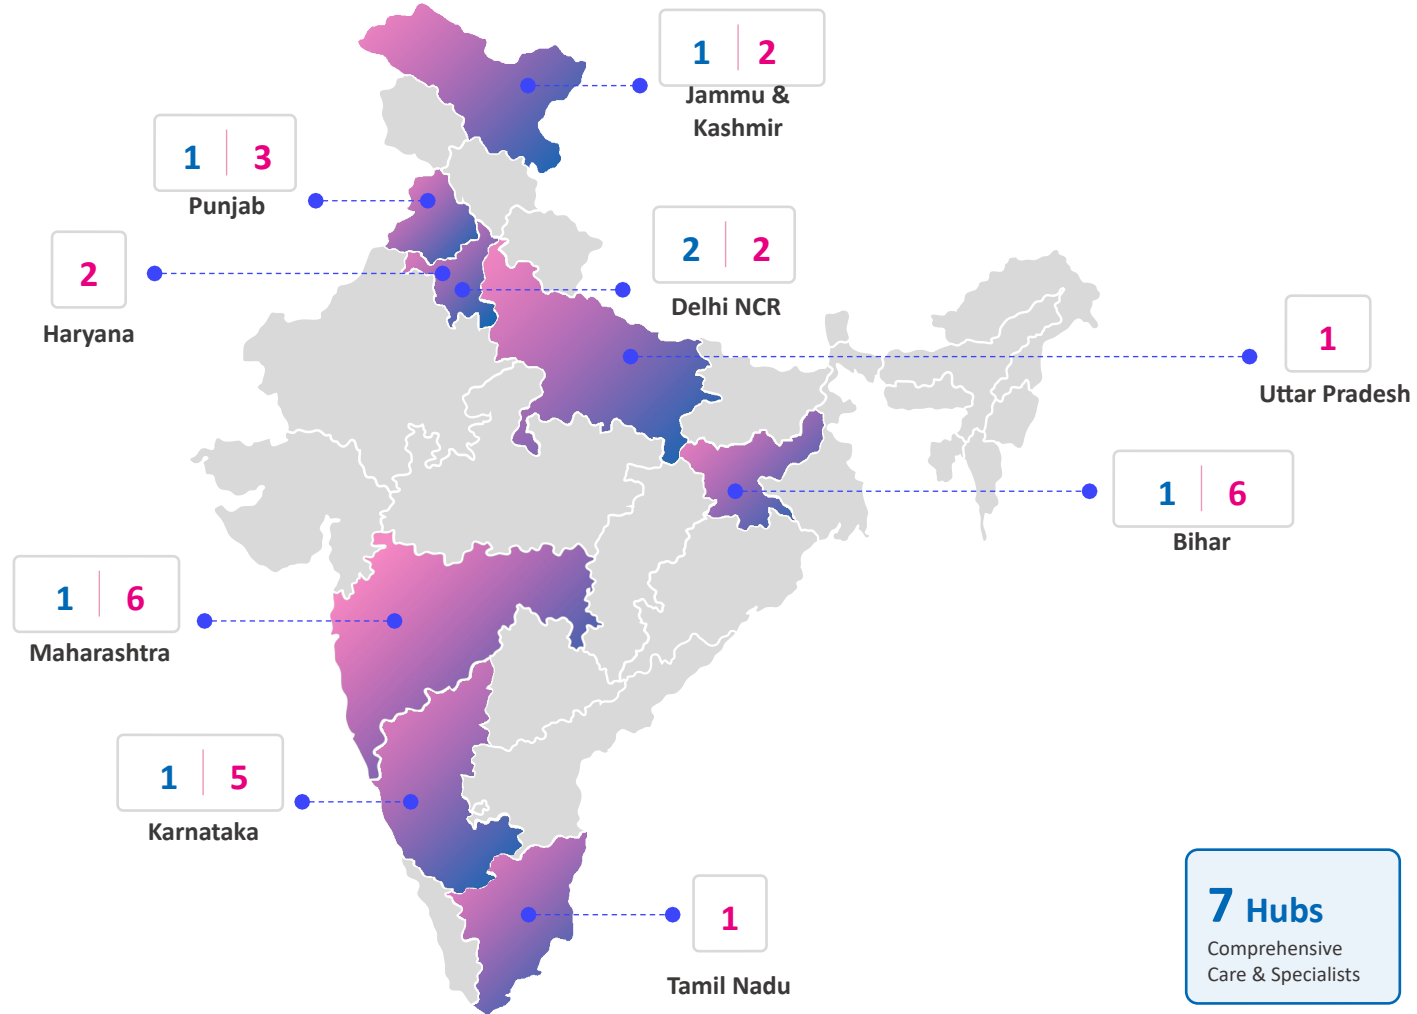 1 | 2
Jammu &
Kashmir
1 | 3
Punjab
2 | 2
Delhi NCR
2
Haryana
1
Uttar Pradesh
1 | 6
Bihar
1 | 6
Maharashtra
1 | 5
Karnataka
1
Tamil Nadu
7 Hubs
Comprehensive
Care & Specialists